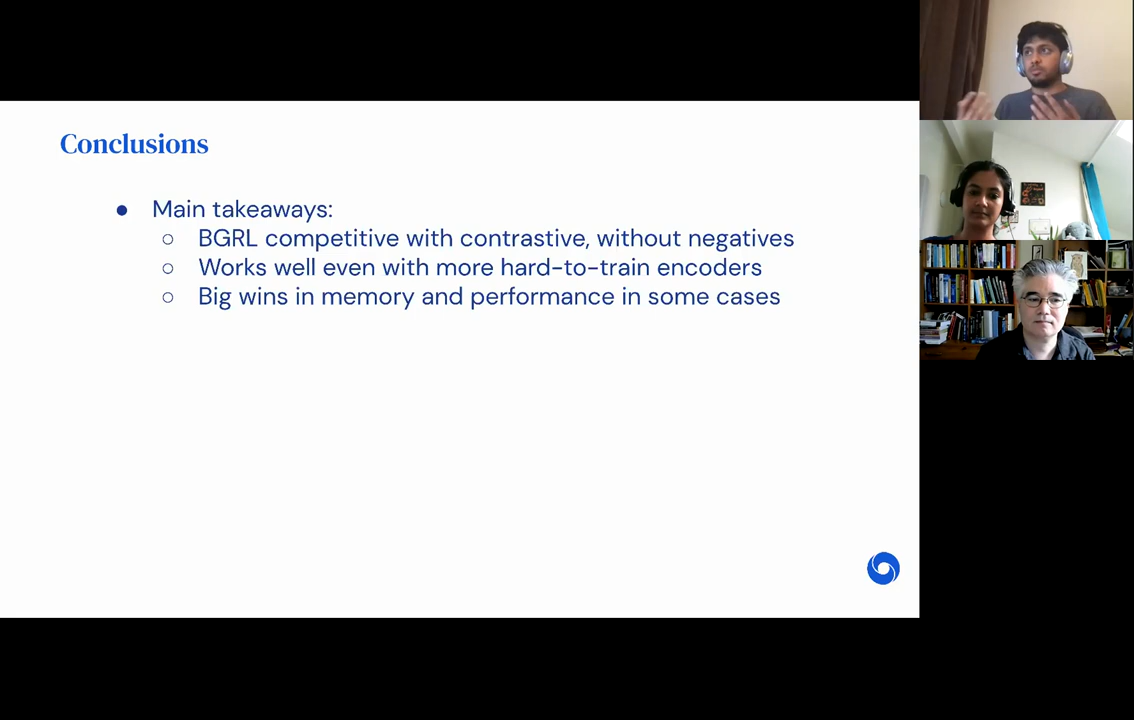 Conclusions
● Main takeaways:
○ BGRL competitive with contrastive, without negatives
○ Works well even with more hard-to-train encoders
○ Big wins in memory and performance in some cases